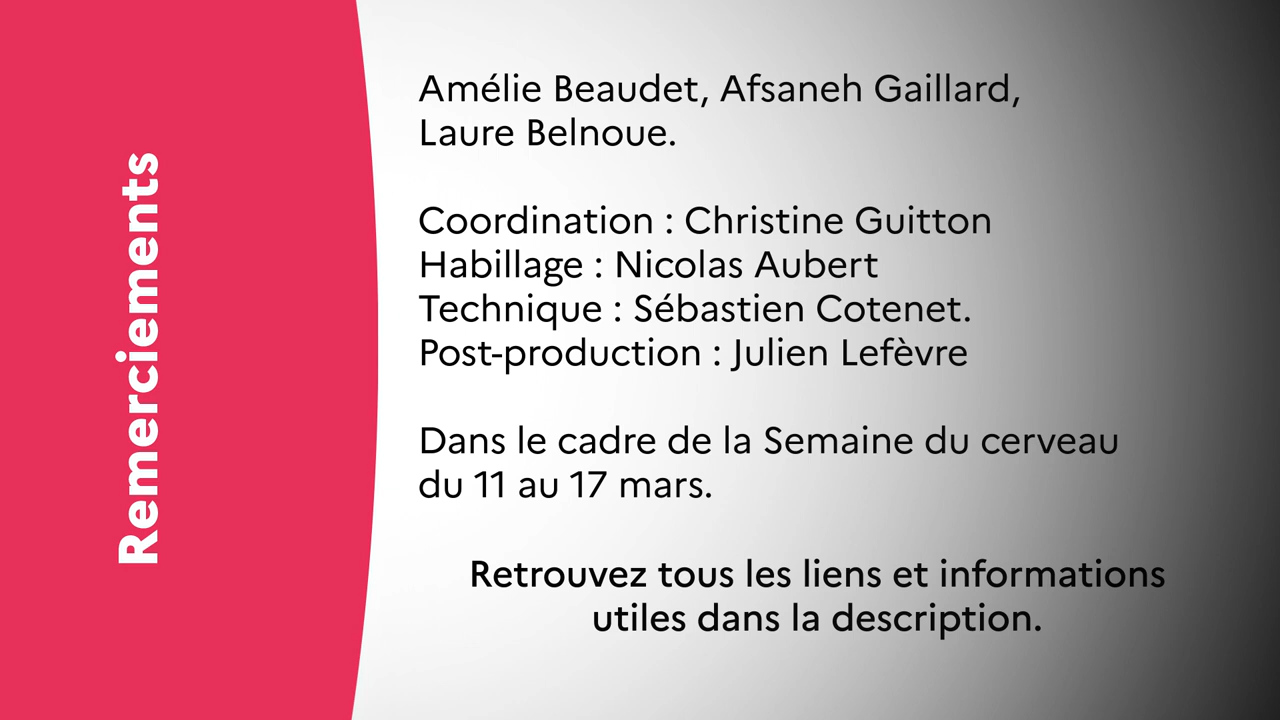 Remerciements
Amélie Beaudet, Afsaneh Gaillard,
Laure Belnoue.
Coordination : Christine Guitton
Habillage : Nicolas Aubert
Technique : Sébastien Cotenet.
Post-production : Julien Lefèvre
Dans le cadre de la Semaine du cerveau
du 11 au 17 mars.
Retrouvez tous les liens et informations
utiles dans la description.